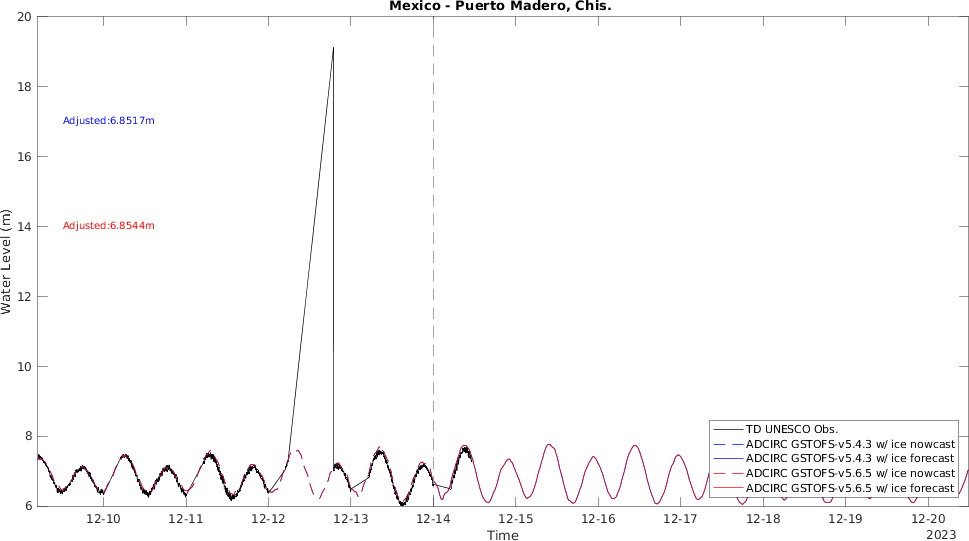 Mexico - Puerto Madero, Chis.
20
18
16
14
12
10
8
6
Water Level (m)
Adjusted:6.8517m
Adjusted:6.8544m
TD UNESCO Obs.
ADCIRC GSTOFS-v5.4.3 w/ ice nowcast
ADCIRC GSTOFS-v5.4.3 w/ ice forecast
ADCIRC GSTOFS-v5.6.5 w/ ice nowcast
ADCIRC GSTOFS-v5.6.5 w/ ice forecast
12-10 12-11 12-12 12-13 12-14 12-15 12-16 12-17 12-18 12-19 12-20
Time
2023